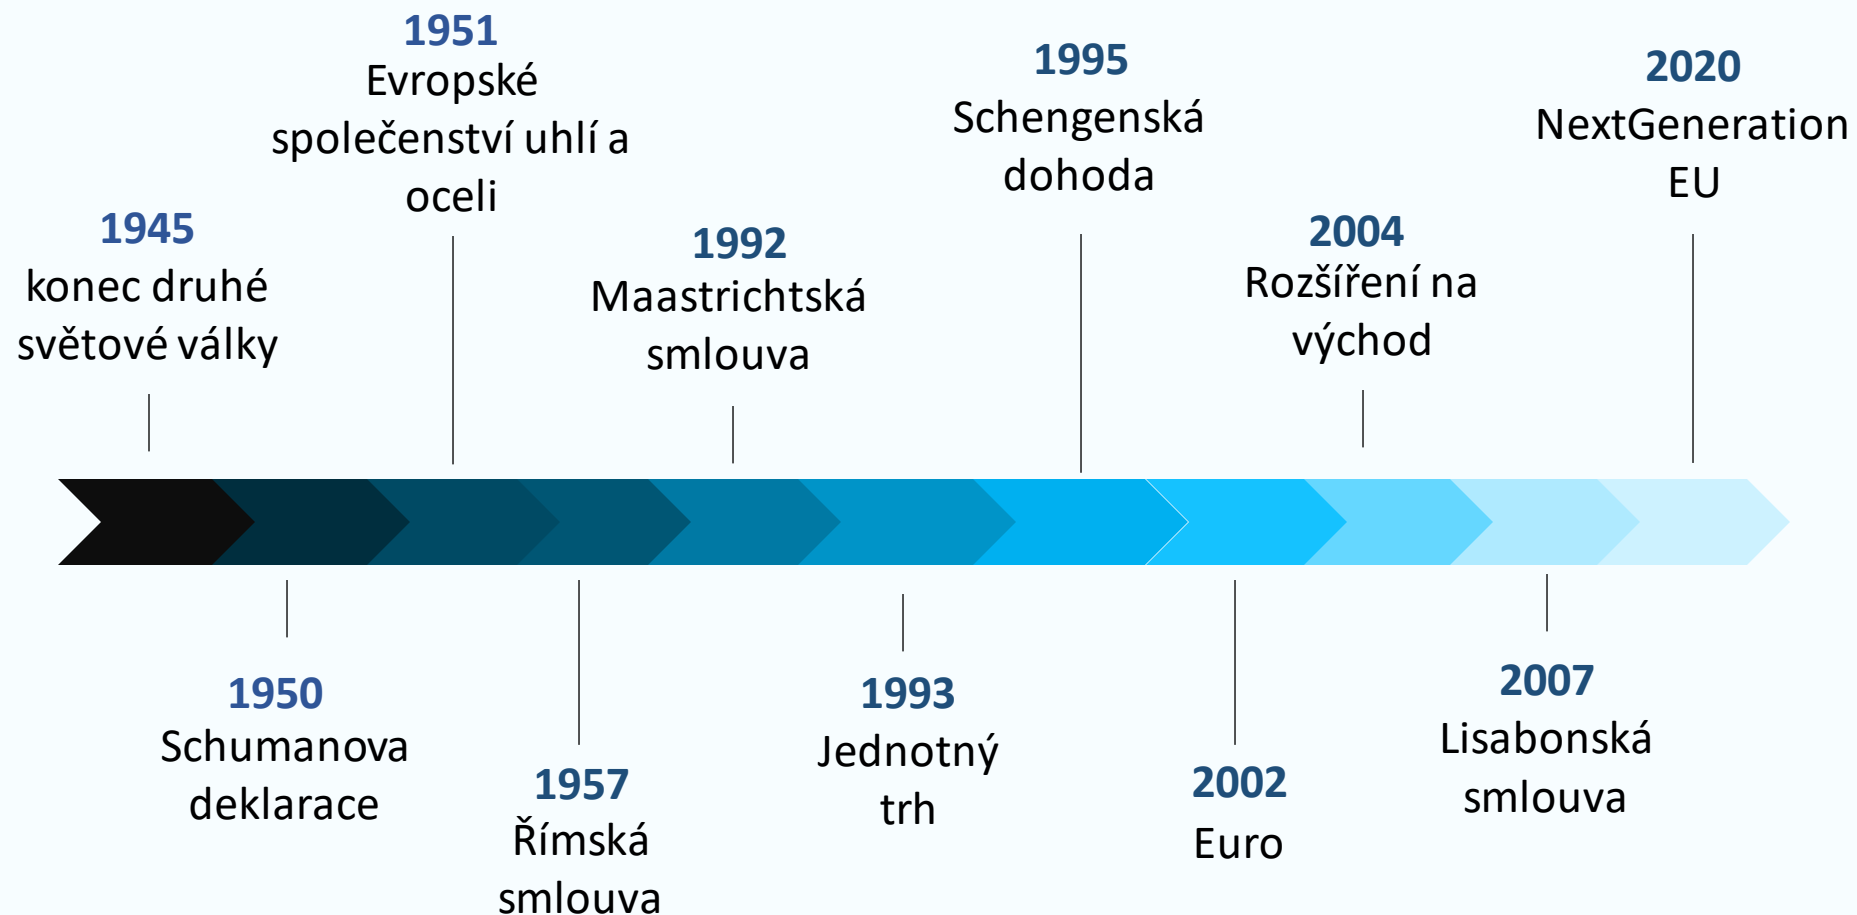 1945
konec druhé
světové války
1950
Schumanova
deklarace
1951
Evropské
společenství uhlí a
oceli
1957
Římská
smlouva
1992
Maastrichtská
smlouva
1993
Jednotný
trh
1995
Schengenská
dohoda
2002
Euro
2004
Rozšíření na
východ
2007
Lisabonská
smlouva
2020
NextGeneration
EU